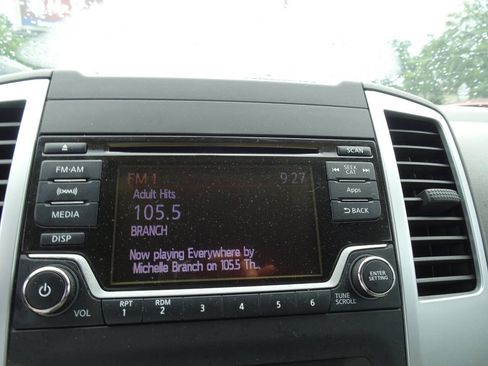 SCAN
FM·AM
FM 1
9:27
SEEK
CAT
Adult Hits
((XM))
105.5
Apps
MEDIA
BRANCH
BACK
DISP
Now playing Everywhere by
Michelle Branch on 105.5 Th..
ENTER
SETTING
VOL
RPT
1
RDM
2
3
4
5
6
TUNE
SCROLL